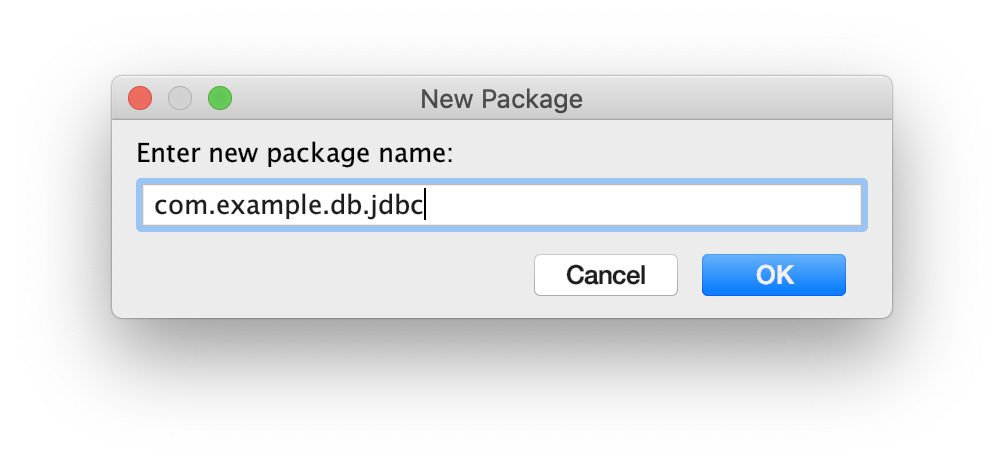 New Package
Enter new package name:
com.example.db.jdbc
Cancel OK